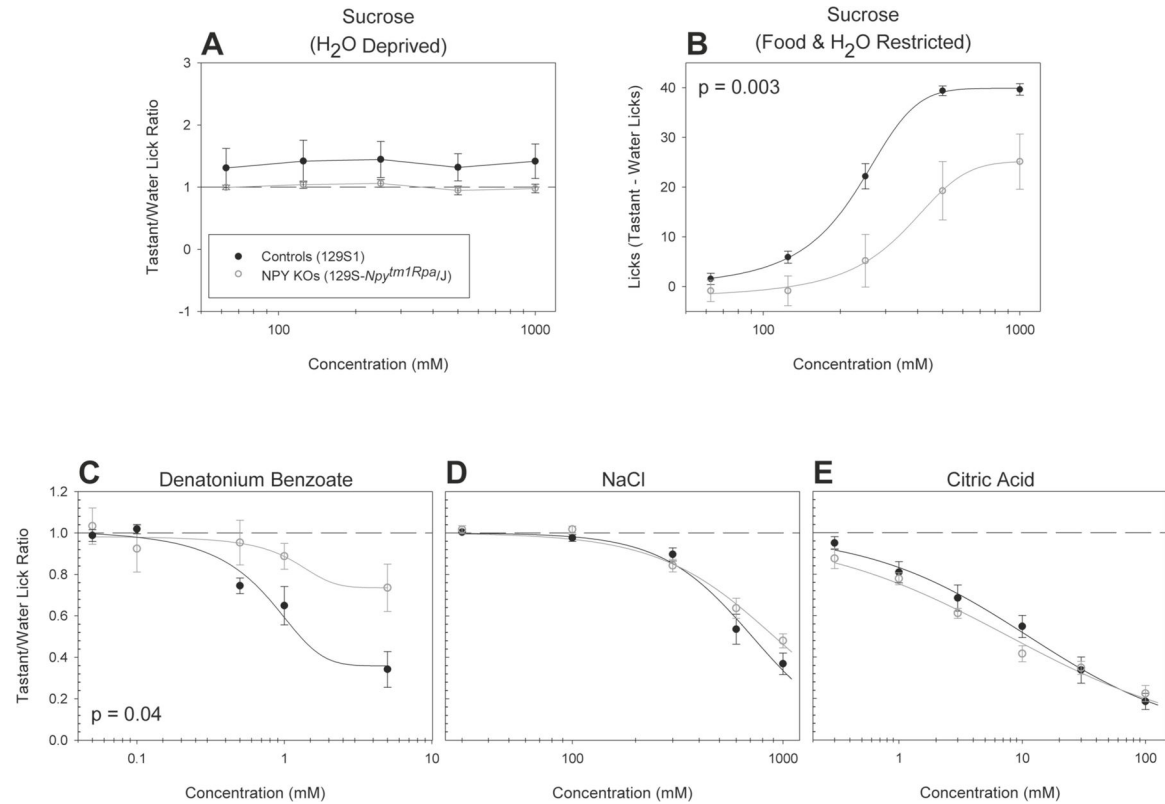 A
Sucrose
(H2O Deprived)
Tastant/Water Lick Ratio
3
2
1
0
-1
Controls (129S1)
NPY KOs (129S-Npytm1Rpa/J)
100
1000
Concentration (mM)
B
Sucrose
(Food & H2O Restricted)
p = 0.003
Licks (Tastant - Water Licks)
40
30
20
10
0
100
1000
Concentration (mM)
C
Denatonium Benzoate
Tastant/Water Lick Ratio
1.2
1.0
0.8
0.6
0.4
0.2
0.0
p = 0.04
0.1
1
10
Concentration (mM)
D
NaCl
100
1000
Concentration (mM)
E
Citric Acid
1
10
100
Concentration (mM)